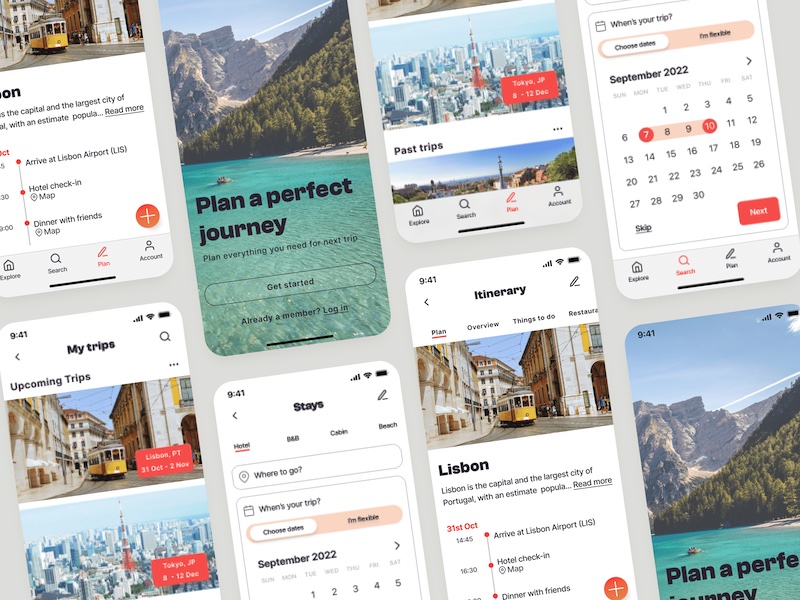 bon
is the capital and the largest city of
al, with an estimate popula... Read more
Oct
:45
Arrive at Lisbon Airport (LIS)
:30
Hotel check-in
Map
9:00
Dinner with friends
Map
Explore
Search
Plan
Account
Plan a perfect
journey
Plan everything you need for next trip
Get started
Already a member? Log in
Tokyo, JP
8 - 12 Dec
Past trips
Explore
Search
Plan
Account
When's your trip?
Choose dates
I'm flexible
September 2022
SUN MON TUE WED THU FRI SAT
1 2 3 4 5
6 7 8 9 10 11 12
13 14 15 16 17 18 19
20 21 22 23 24 25 26
27 28 29 30
Skip
Next
Explore
Search
Plan
Account
9:41
My trips
Upcoming Trips
Lisbon, PT
31 Oct - 2 Nov
Tokyo, JP
8 - 12 Dec
9:41
Stays
Hotel
B&B
Cabin
Beach
Where to go?
When's your trip?
Choose dates
I'm flexible
September 2022
SUN MON TUE WED THU FRI SAT
1 2 3 4 5
9:41
Itinerary
Plan
Overview
Things to do
Restaura
Lisbon
Lisbon is the capital and the largest city of
Portugal, with an estimate popula... Read more
31st Oct
14:45
Arrive at Lisbon Airport (LIS)
16:30
Hotel check-in
Map
Dinner with friends
9:41
Plan a perfe
journey